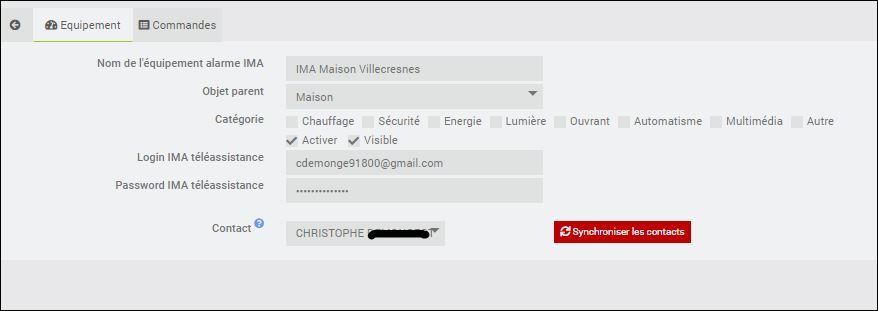 Equipement Commandes
Nom de l'équipement alarme IMA IMA Maison Villecresnes
Objet parent Maison
Catégorie Chauffage Sécurité Energie Lumière Ouvrant Automatisme Multimédia Autre
Activer Visible
Login IMA téléassistance cdemonge91800@gmail.com
Password IMA téléassistance ••••••••••••••
Contact ? CHRISTOPHE Synchroniser les contacts